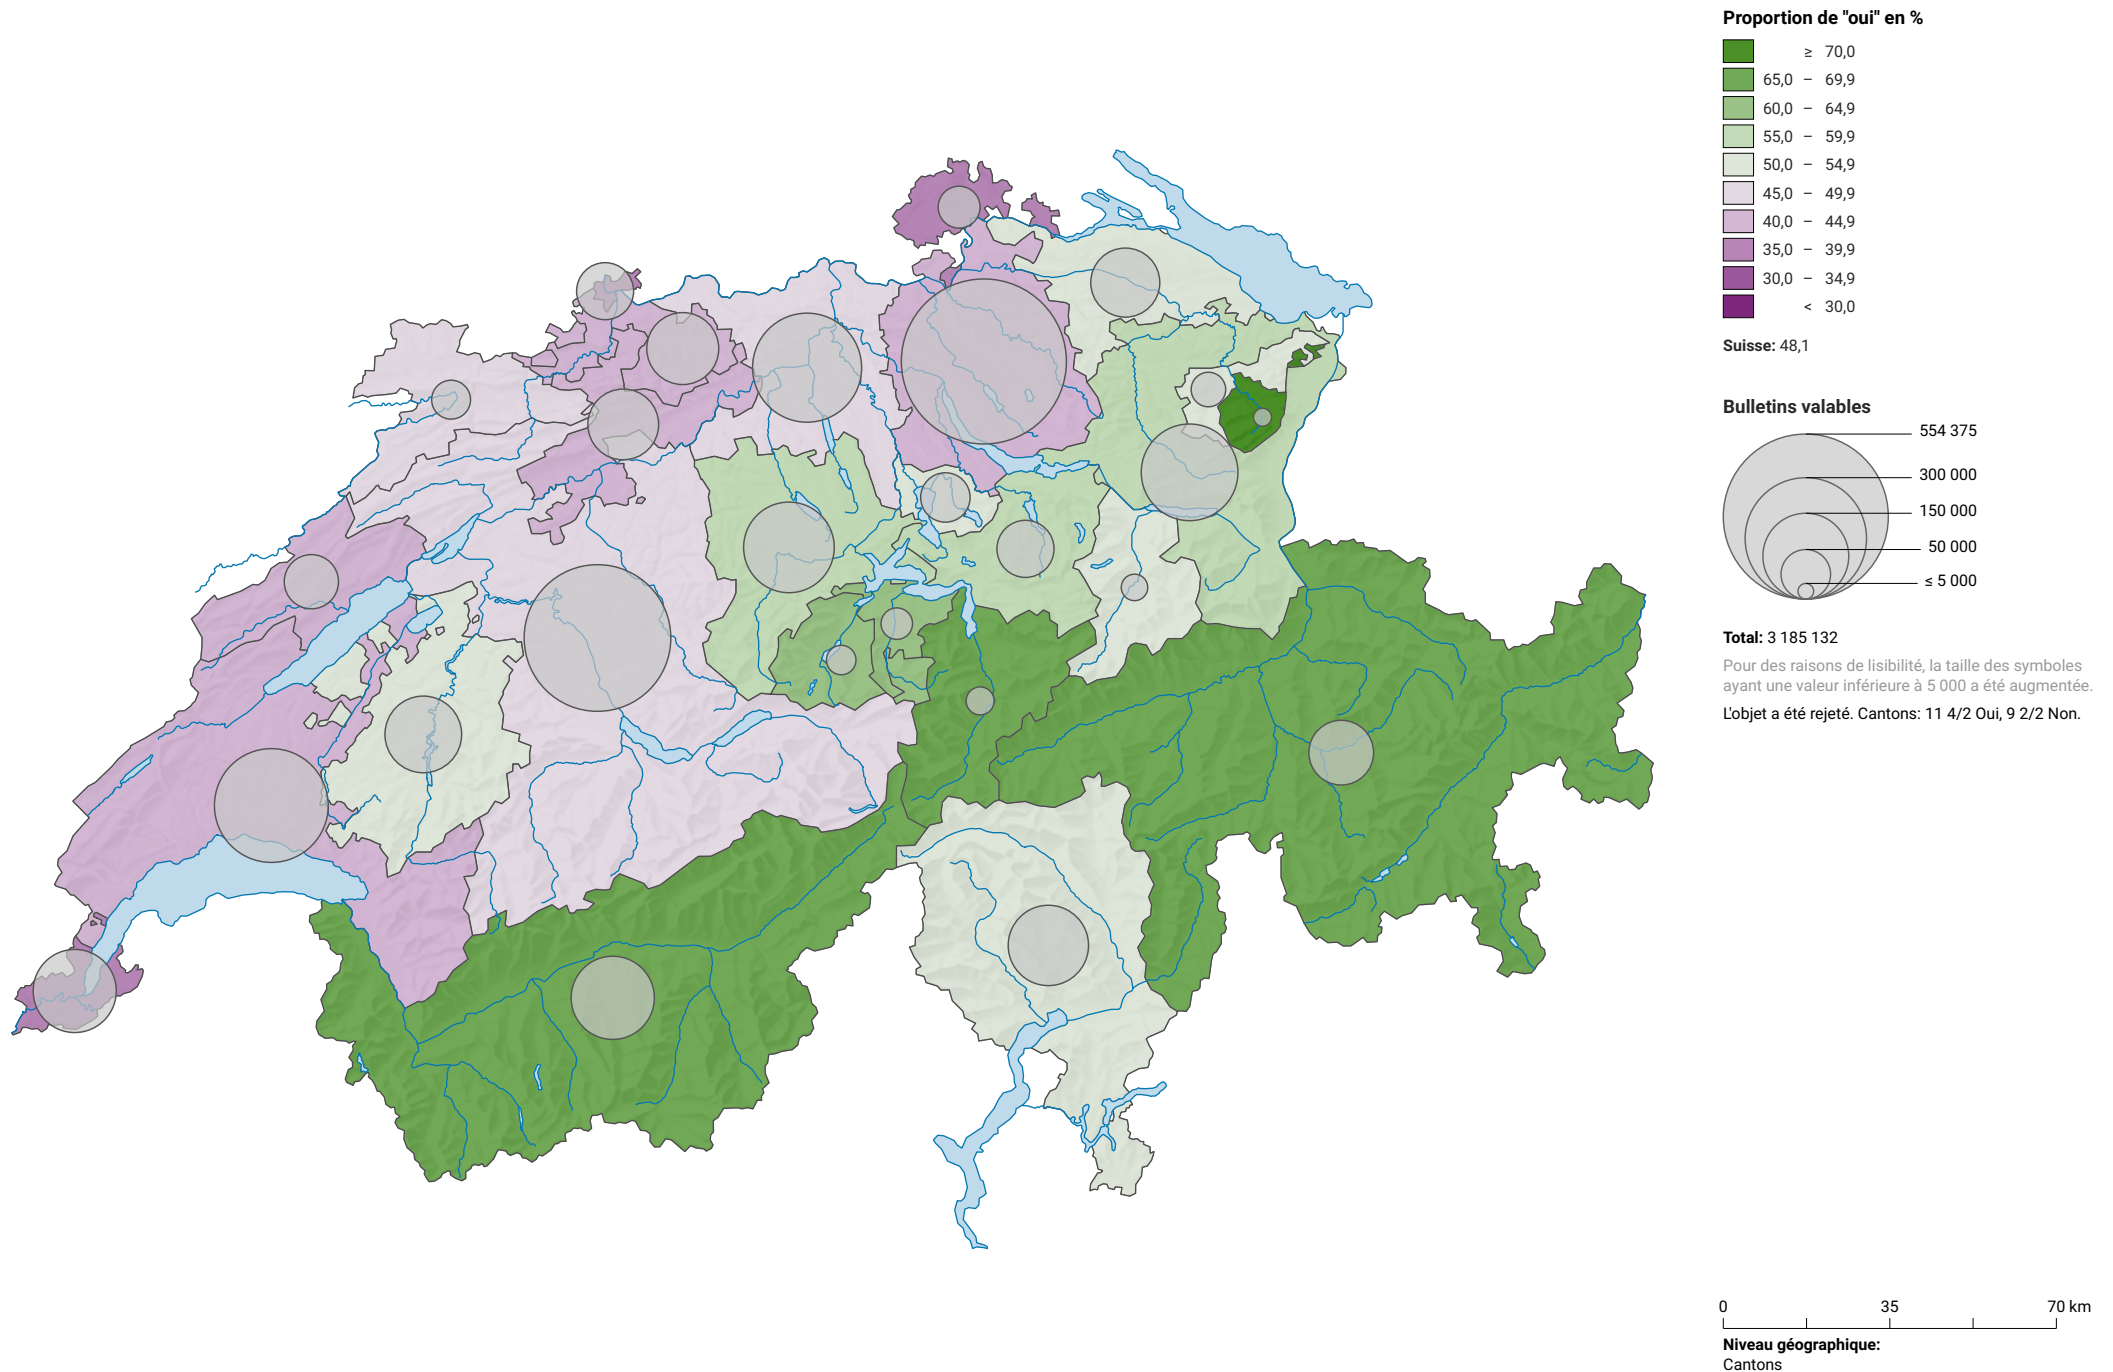 Proportion de "oui" en %
≥ 70,0
65,0 – 69,9
60,0 – 64,9
55,0 – 59,9
50,0 – 54,9
45,0 – 49,9
40,0 – 44,9
35,0 – 39,9
30,0 – 34,9
< 30,0
Suisse: 48,1
Bulletins valables
554 375
300 000
150 000
50 000
≤ 5 000
Total: 3 185 132
Pour des raisons de lisibilité, la taille des symboles
ayant une valeur inférieure à 5 000 a été augmentée.
L'objet a été rejeté. Cantons: 11 4/2 Oui, 9 2/2 Non.
0 35 70 km
Niveau géographique:
Cantons